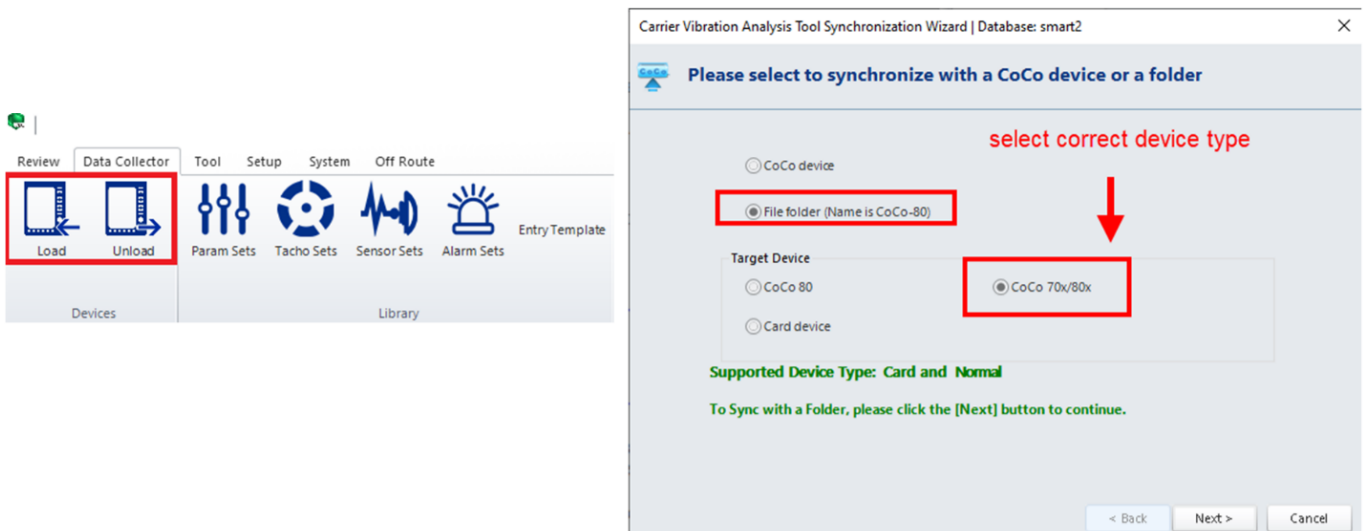 Review Data Collector Tool Setup System Off Route
Load Unload Param Sets Tacho Sets Sensor Sets Alarm Sets Entry Template
Devices Library
Carrier Vibration Analysis Tool Synchronization Wizard | Database: smart2
CoCo
Please select to synchronize with a CoCo device or a folder
select correct device type
CoCo device
File folder (Name is CoCo-80)
Target Device
CoCo 80 CoCo 70x/80x
Card device
Supported Device Type: Card and Normal
To Sync with a Folder, please click the [Next] button to continue.
< Back Next > Cancel